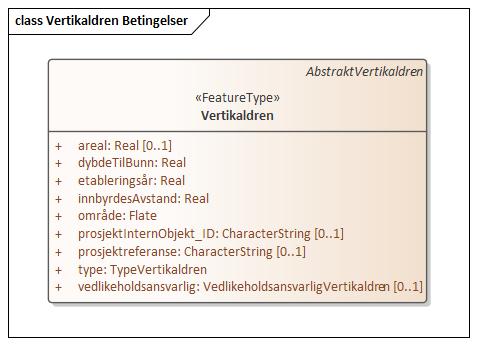 class Vertikaldren Betingelser
AbstraktVertikaldren
«FeatureType»
Vertikaldren
+ areal: Real [0..1]
+ dybdeTilBunn: Real
+ etableringsår: Real
+ innbyrdesAvstand: Real
+ område: Flate
+ prosjektInternObjekt_ID: CharacterString [0..1]
+ prosjektreferanse: CharacterString [0..1]
+ type: TypeVertikaldren
+ vedlikeholdsansvarlig: VedlikeholdsansvarligVertikaldren [0..1]